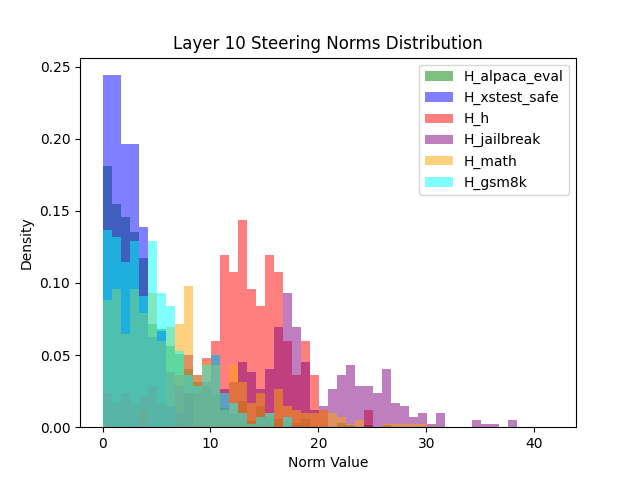 Layer 10 Steering Norms Distribution
0.25
0.20
0.15
0.10
0.05
0.00
Density
H_alpaca_eval
H_xstest_safe
H_h
H_jailbreak
H_math
H_gsm8k
0
10
20
30
40
Norm Value